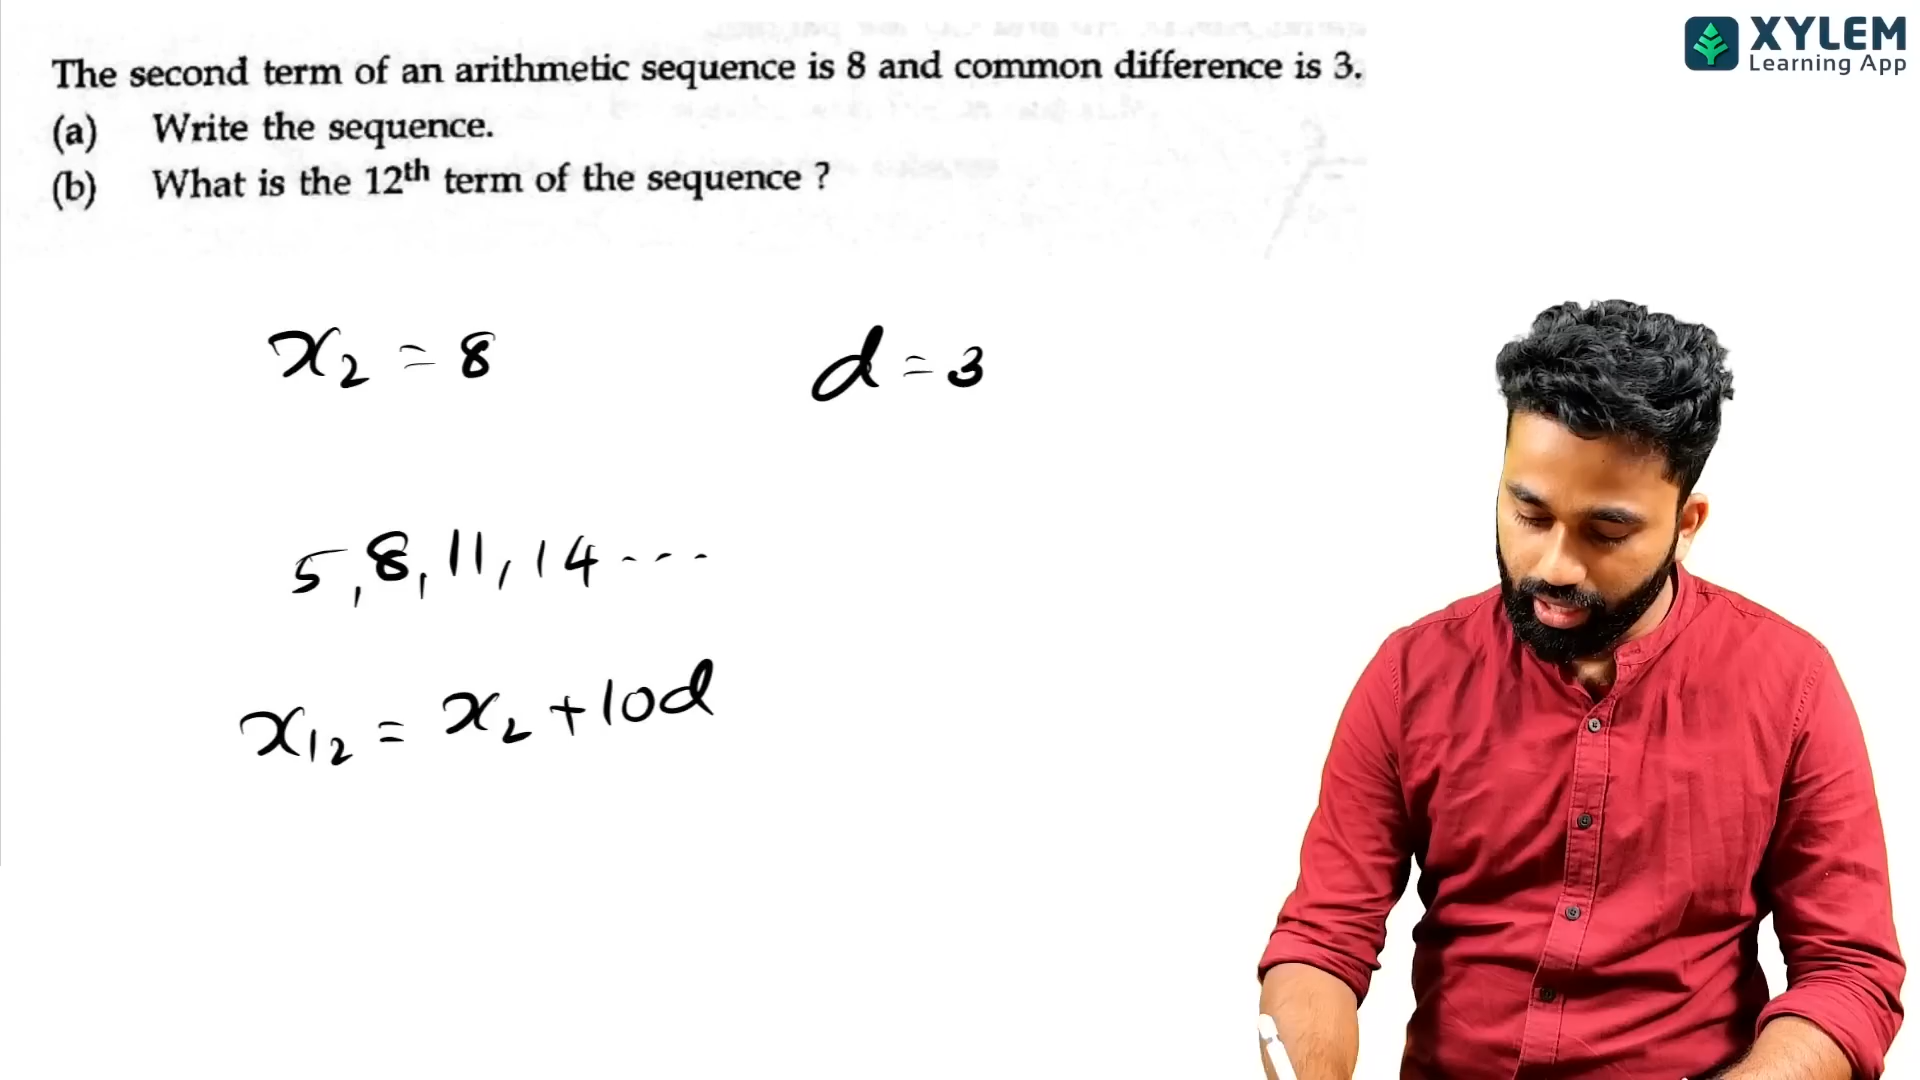 XYLEM
Learning App
The second term of an arithmetic sequence is 8 and common difference is 3.
(a) Write the sequence.
(b) What is the 12th term of the sequence ?
x2 = 8 d = 3
5, 8, 11, 14 ---
x12 = x2 + 10d